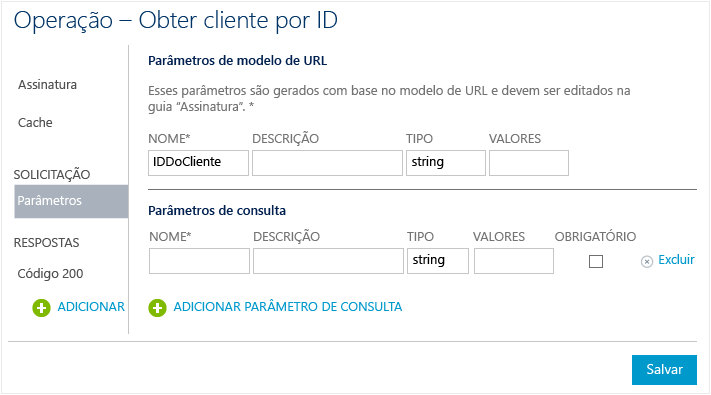 Operação – Obter cliente por ID
Assinatura
Cache
SOLICITAÇÃO
Parâmetros
RESPOSTAS
Código 200
ADICIONAR
Parâmetros de modelo de URL
Esses parâmetros são gerados com base no modelo de URL e devem ser editados na
guia “Assinatura”. *
NOME* DESCRIÇÃO TIPO VALORES
IDDoCliente string
Parâmetros de consulta
NOME* DESCRIÇÃO TIPO VALORES OBRIGATÓRIO
string Excluir
ADICIONAR PARÂMETRO DE CONSULTA
Salvar